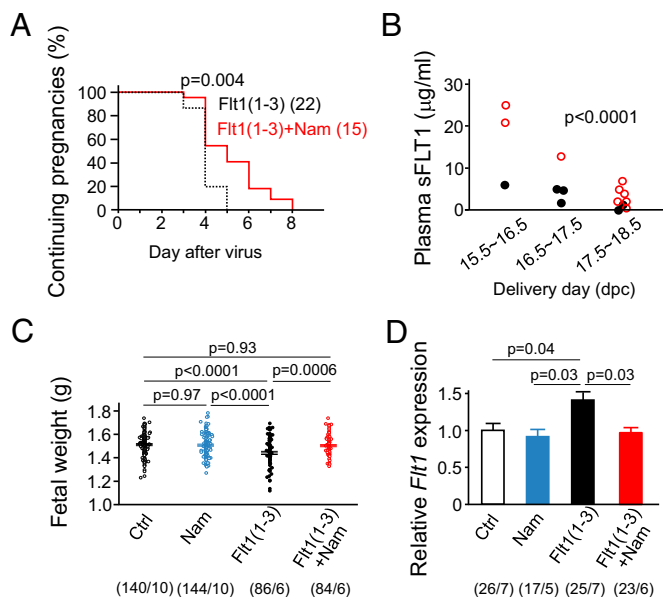 A
Continuing pregnancies (%)
100
80
60
40
20
0
p=0.004
Flt1(1-3) (22)
Flt1(1-3)+Nam (15)
0 2 4 6 8
Day after virus
B
Plasma sFLT1 (μg/ml)
30
20
10
0
p<0.0001
15.5~16.5
16.5~17.5
17.5~18.5
Delivery day (dpc)
C
Fetal weight (g)
p=0.93
p<0.0001 p=0.0006
p=0.97 p<0.0001
1.8
1.6
1.4
1.2
1.0
Ctrl
Nam
Flt1(1-3)
Flt1(1-3)
+Nam
(140/10) (144/10) (86/6) (84/6)
D
Relative Flt1 expression
p=0.04
p=0.03 p=0.03
1.5
1.0
0.5
0
Ctrl
Nam
Flt1(1-3)
Flt1(1-3)
+Nam
(26/7) (17/5) (25/7) (23/6)